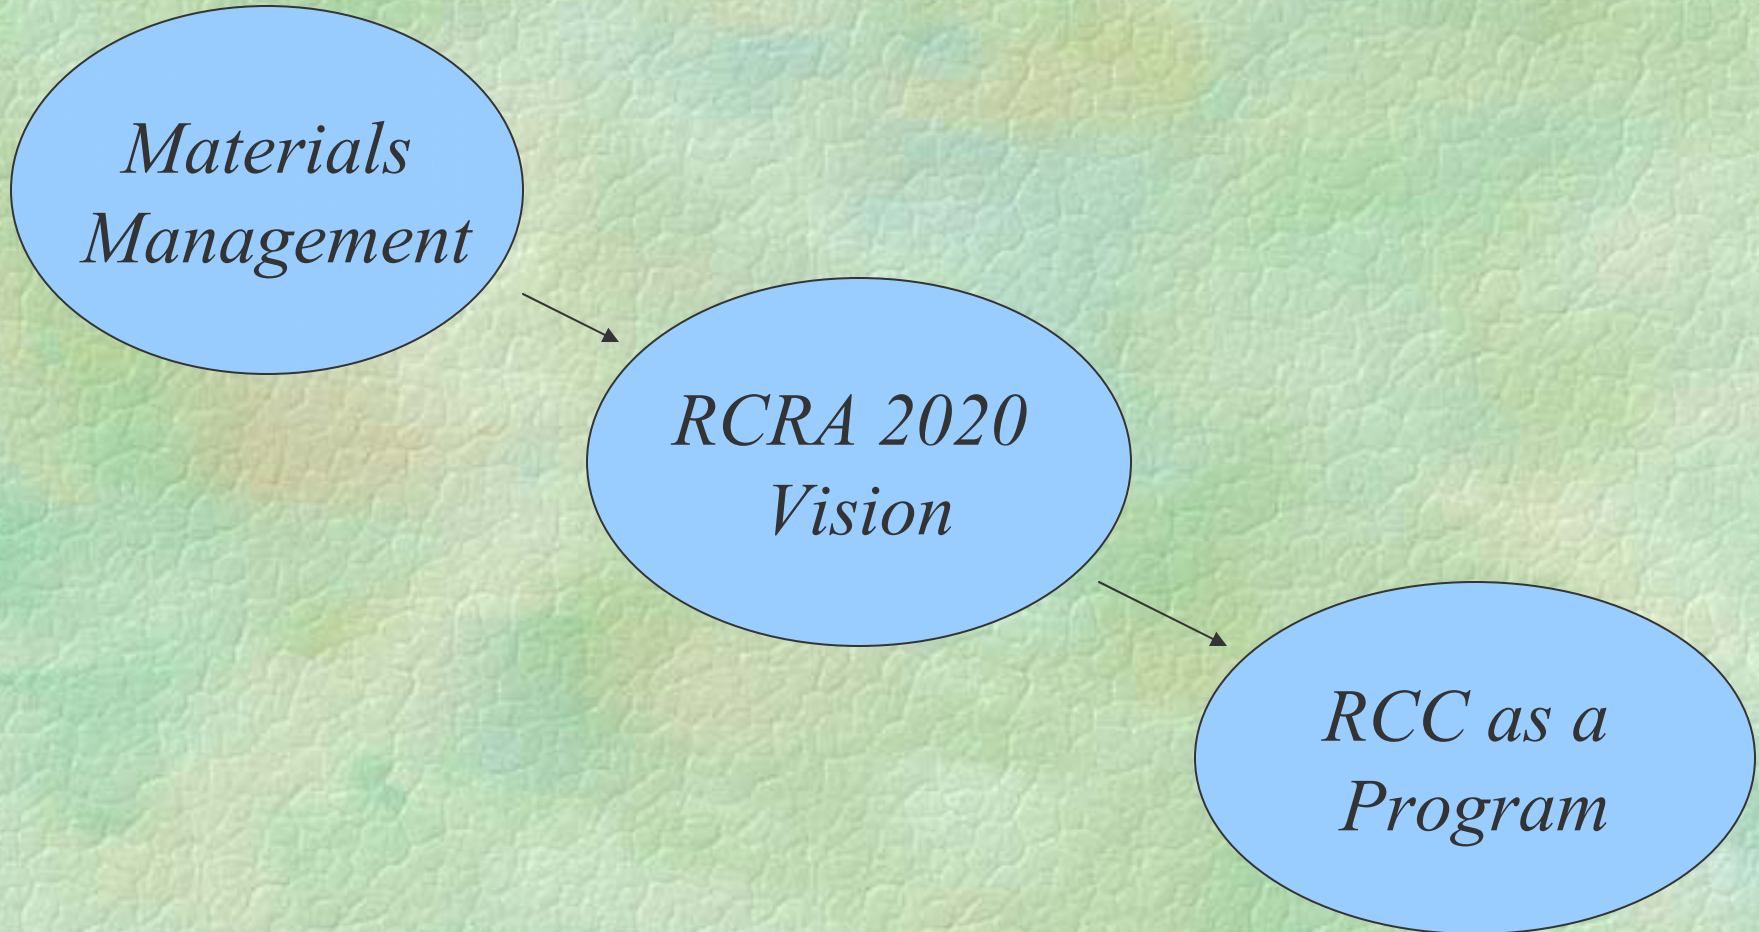 Materials
Management
RCRA 2020
Vision
RCC as a
Program